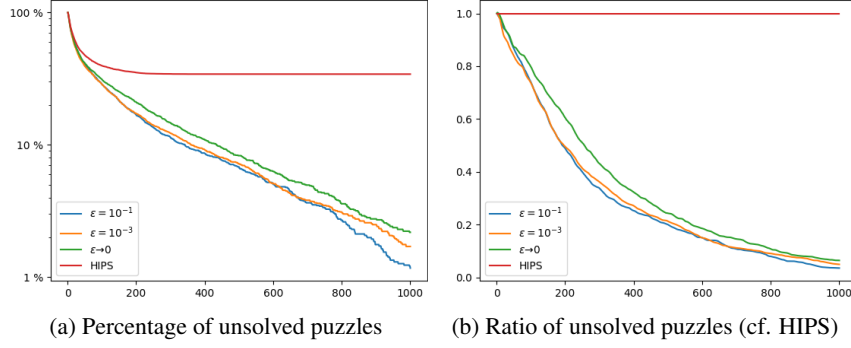 100 %
10 %
1 %
0 200 400 600 800 1000
ε = 10⁻¹
ε = 10⁻³
ε→0
HIPS
(a) Percentage of unsolved puzzles
1.0
0.8
0.6
0.4
0.2
0.0
0 200 400 600 800 1000
ε = 10⁻¹
ε = 10⁻³
ε→0
HIPS
(b) Ratio of unsolved puzzles (cf. HIPS)